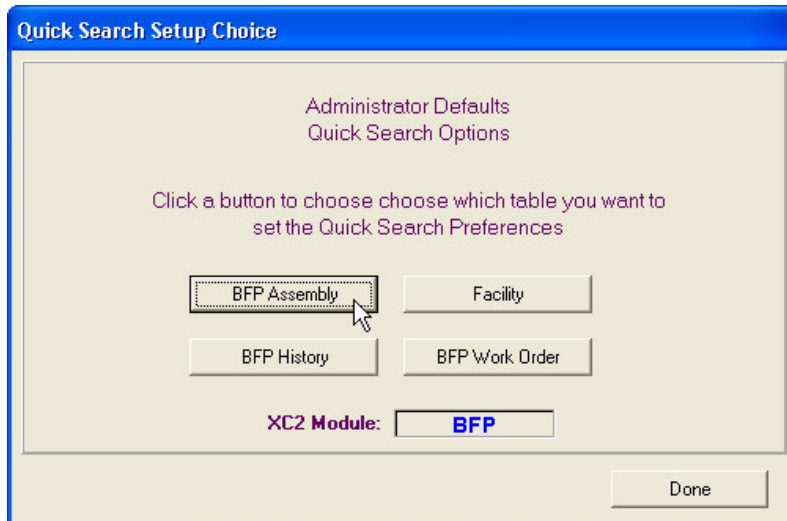 Quick Search Setup Choice
Administrator Defaults
Quick Search Options
Click a button to choose choose which table you want to
set the Quick Search Preferences
BFP Assembly
Facility
BFP History
BFP Work Order
XC2 Module: BFP
Done